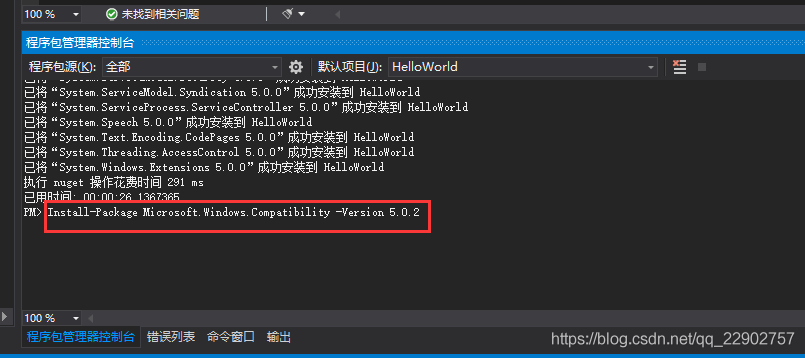 100 %
未找到相关问题
程序包管理器控制台
程序包源(K): 全部 默认项目(J): HelloWorld
已将“System.ServiceModel.Syndication 5.0.0”成功安装到 HelloWorld
已将“System.ServiceProcess.ServiceController 5.0.0”成功安装到 HelloWorld
已将“System.Speech 5.0.0”成功安装到 HelloWorld
已将“System.Text.Encoding.CodePages 5.0.0”成功安装到 HelloWorld
已将“System.Threading.AccessControl 5.0.0”成功安装到 HelloWorld
已将“System.Windows.Extensions 5.0.0”成功安装到 HelloWorld
执行 nuget 操作花费时间 291 ms
已用时间: 00:00:26.1367365
PM> Install-Package Microsoft.Windows.Compatibility -Version 5.0.2
100 %
程序包管理器控制台 错误列表 命令窗口 输出
https://blog.csdn.net/qq_22902757